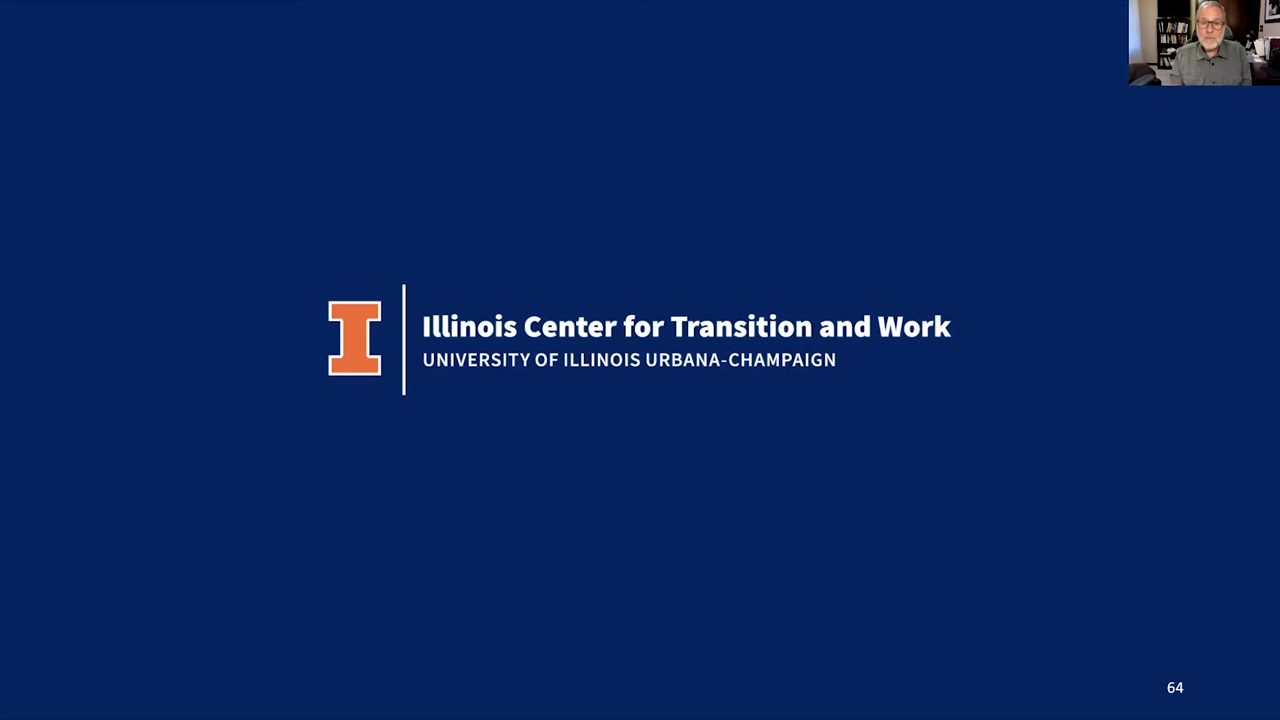 Illinois Center for Transition and Work
UNIVERSITY OF ILLINOIS URBANA-CHAMPAIGN
64